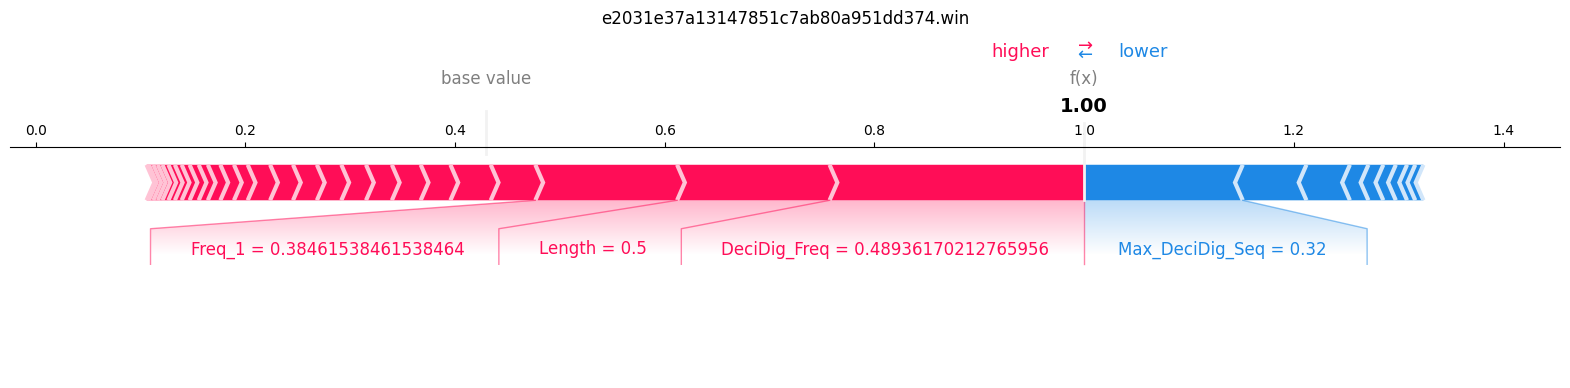 e2031e37a13147851c7ab80a951dd374.win
higher → ← lower
base value f(x)
1.00
0.0 0.2 0.4 0.6 0.8 1.0 1.2 1.4
Freq_1 = 0.38461538461538464 Length = 0.5 DeciDig_Freq = 0.48936170212765956 Max_DeciDig_Seq = 0.32